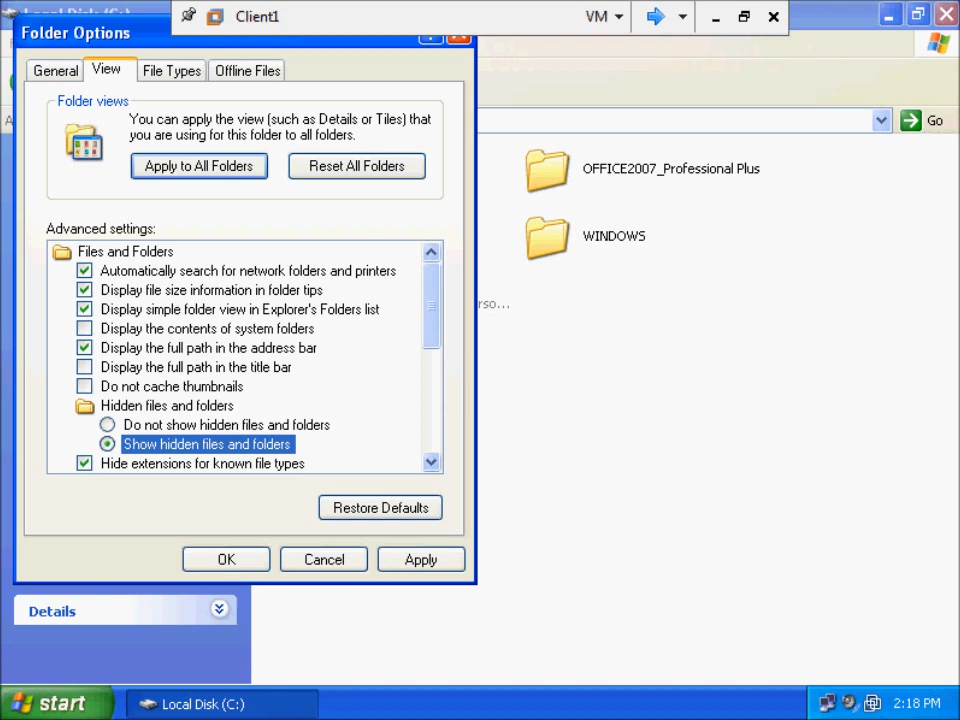 Client1
VM
Folder Options
General
View
File Types
Offline Files
Folder views
You can apply the view (such as Details or Tiles) that
you are using for this folder to all folders.
Apply to All Folders
Reset All Folders
Advanced settings:
Files and Folders
Automatically search for network folders and printers
Display file size information in folder tips
Display simple folder view in Explorer's Folders list
Display the contents of system folders
Display the full path in the address bar
Display the full path in the title bar
Do not cache thumbnails
Hidden files and folders
Do not show hidden files and folders
Show hidden files and folders
Hide extensions for known file types
Restore Defaults
OK
Cancel
Apply
Go
OFFICE2007_Professional Plus
WINDOWS
Details
start
Local Disk (C:)
2:18 PM